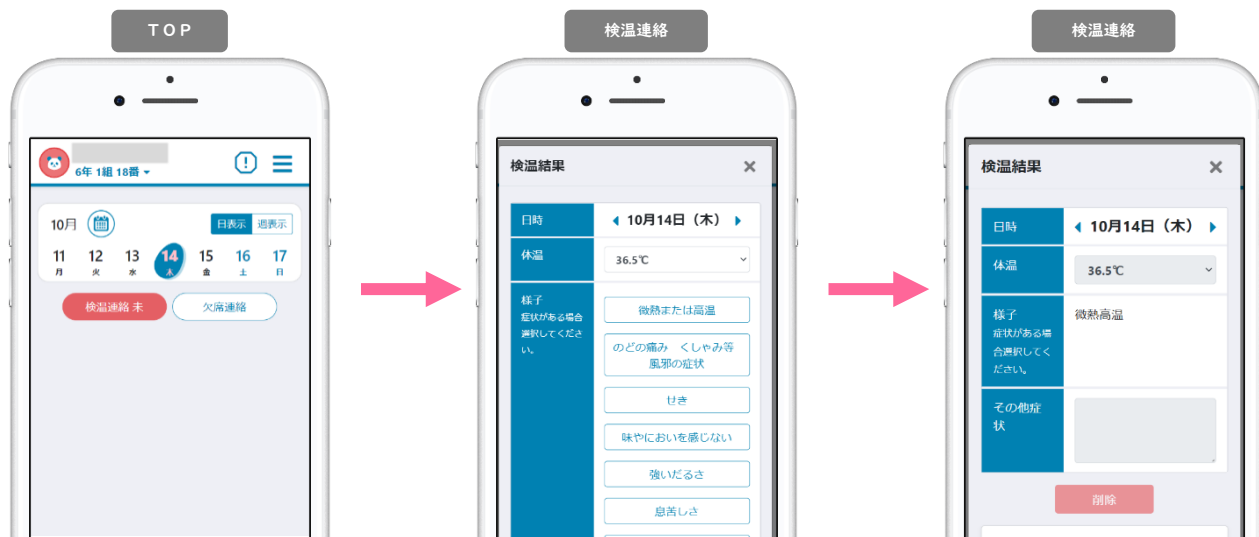 TOP
6年 1組 18番
10月
日表示 週表示
11 12 13 14 15 16 17
月 火 水 木 金 土 日
検温連絡 未 欠席連絡
検温連絡
検温結果 ×
日時 10月14日（木）
体温 36.5℃
様子
症状がある場合
選択してくださ
い。
微熱または高温
のどの痛み くしゃみ等
風邪の症状
せき
味やにおいを感じない
強いだるさ
息苦しさ
検温連絡
検温結果 ×
日時 10月14日（木）
体温 36.5℃
様子
症状がある場
合選択してく
ださい。
微熱高温
その他症
状
削除